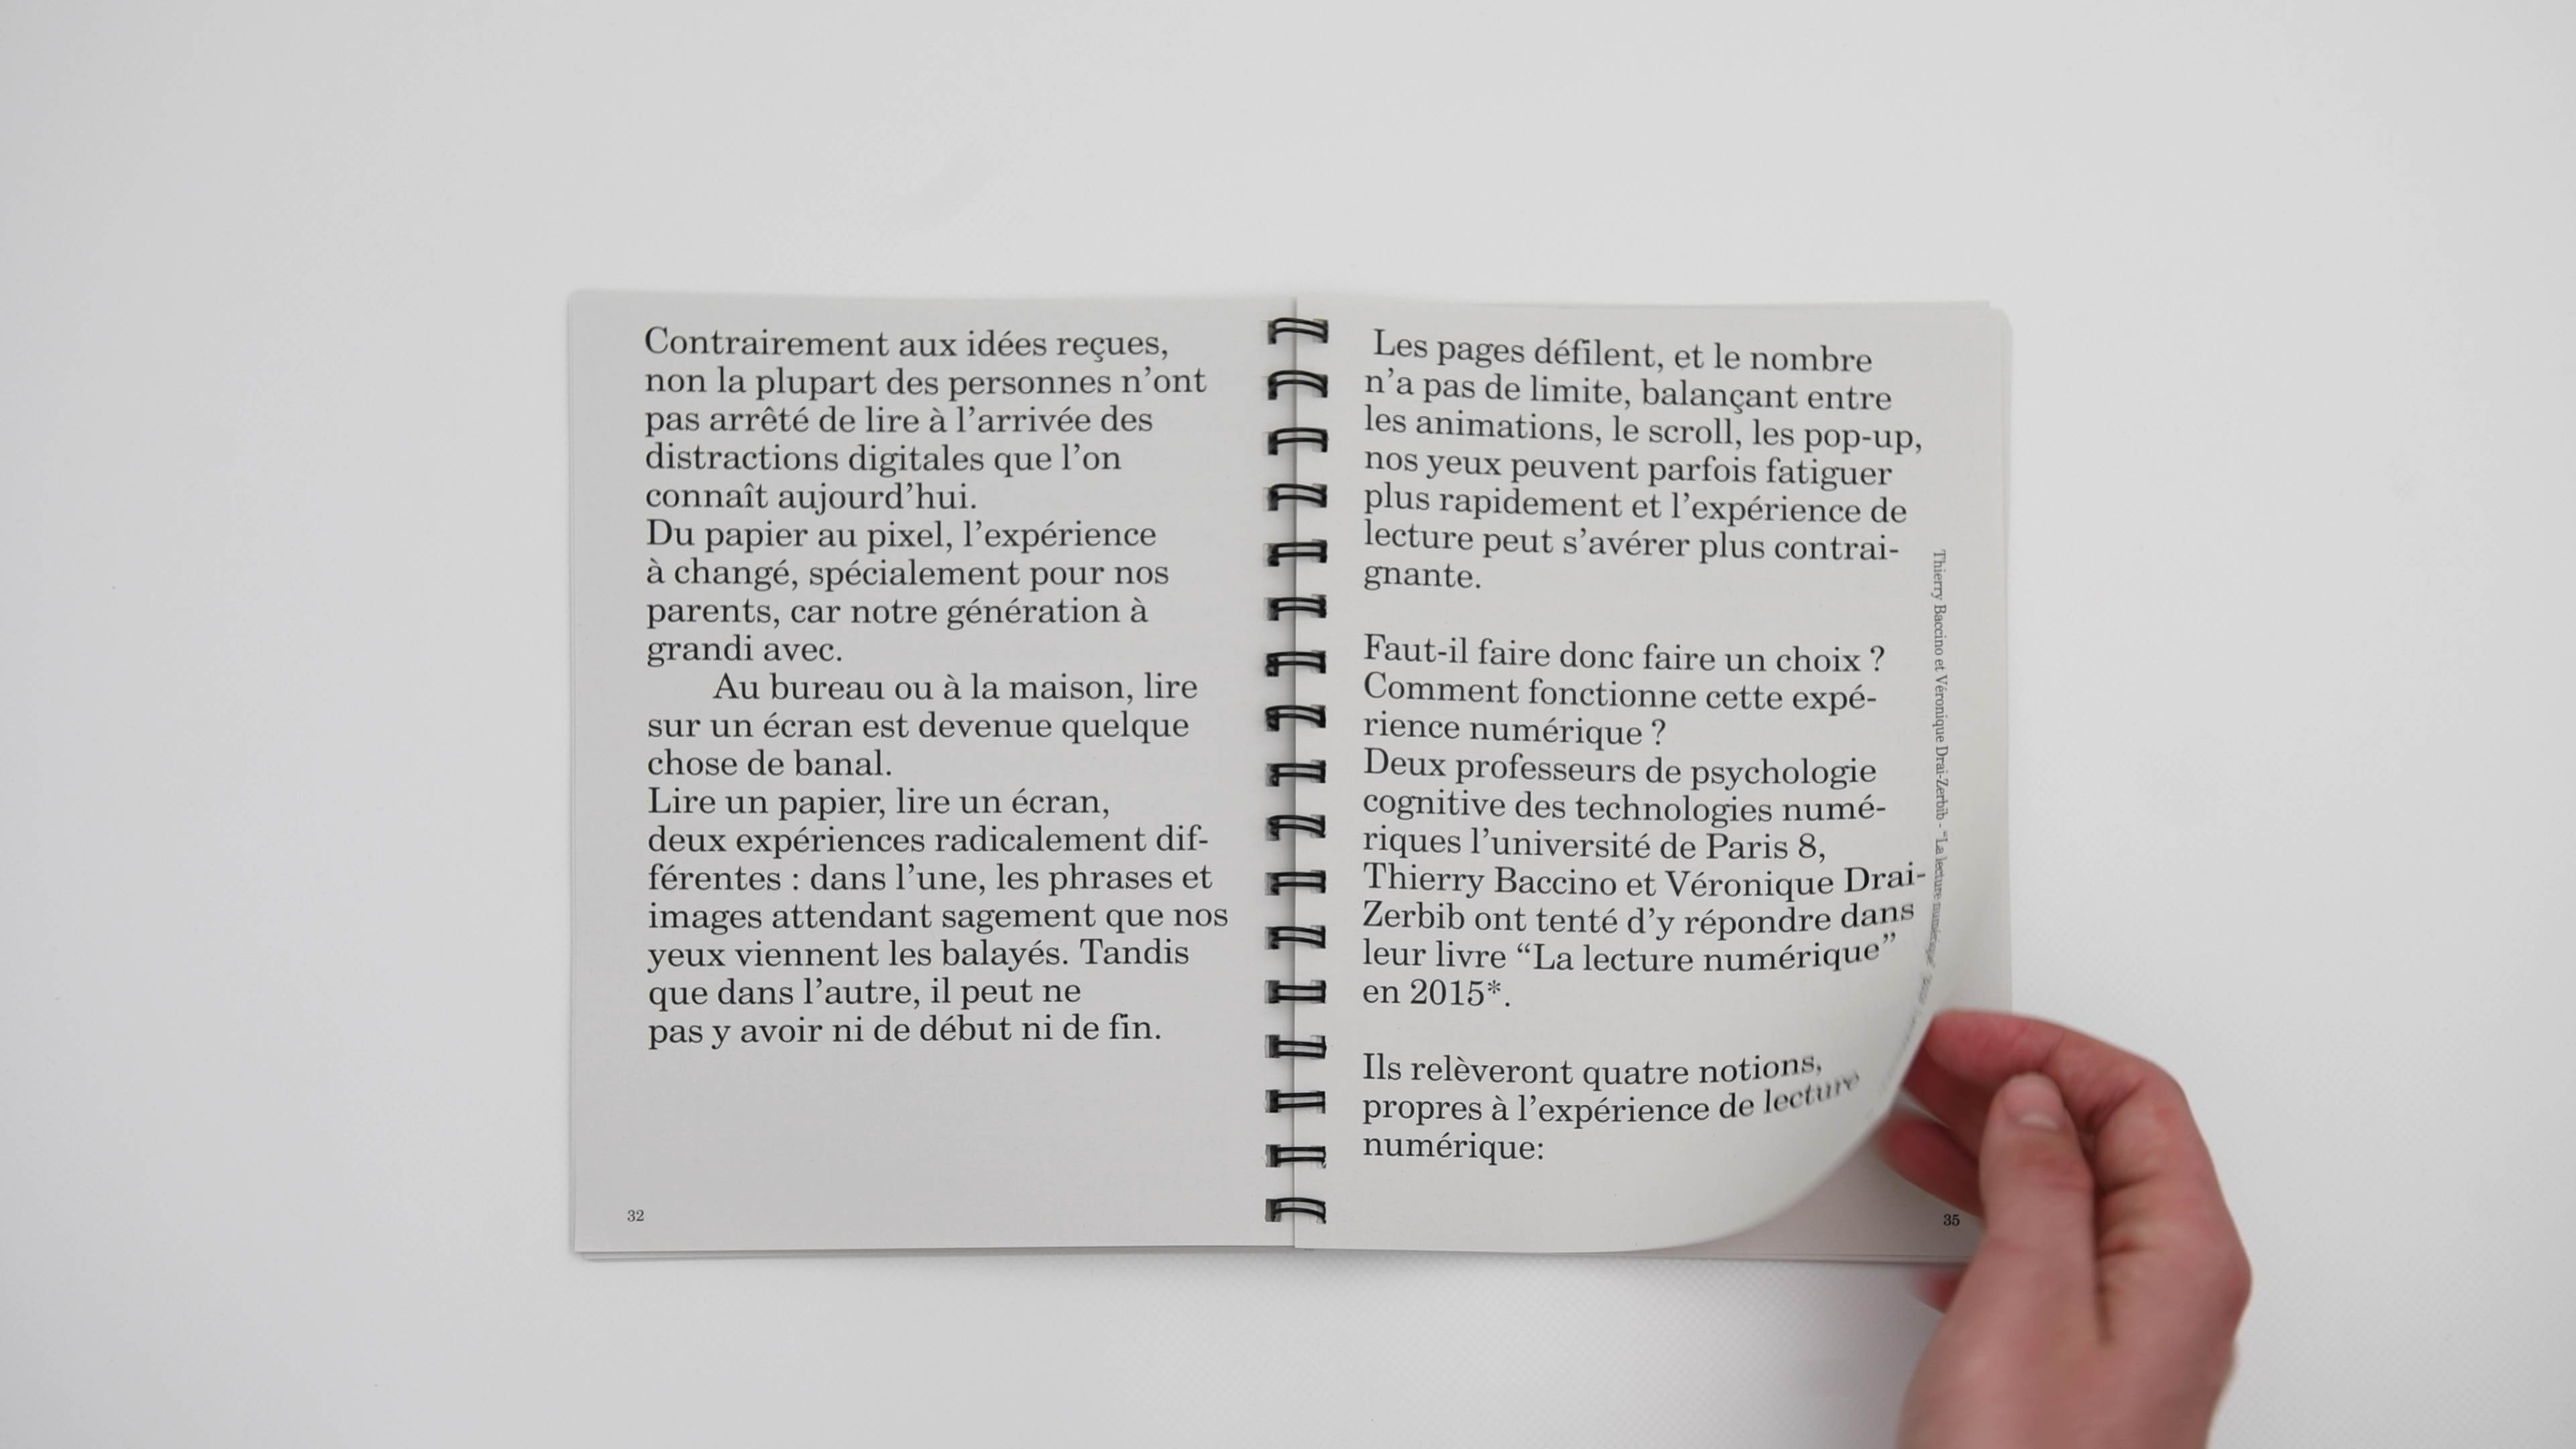 Contrairement aux idées reçues,
non la plupart des personnes n’ont
pas arrêté de lire à l’arrivée des
distractions digitales que l’on
connaît aujourd’hui.
Du papier au pixel, l’expérience
à changé, spécialement pour nos
parents, car notre génération à
grandi avec.
Au bureau ou à la maison, lire
sur un écran est devenue quelque
chose de banal.
Lire un papier, lire un écran,
deux expériences radicalement dif-
férentes : dans l’une, les phrases et
images attendant sagement que nos
yeux viennent les balayés. Tandis
que dans l’autre, il peut ne
pas y avoir ni de début ni de fin.
32
Les pages défilent, et le nombre
n’a pas de limite, balançant entre
les animations, le scroll, les pop-up,
nos yeux peuvent parfois fatiguer
plus rapidement et l’expérience de
lecture peut s’avérer plus contrai-
gnante.
Faut-il faire donc faire un choix ?
Comment fonctionne cette expé-
rience numérique ?
Deux professeurs de psychologie
cognitive des technologies numé-
riques l’université de Paris 8,
Thierry Baccino et Véronique Drai-
Zerbib ont tenté d’y répondre dans
leur livre “La lecture numérique”
en 2015*.
Ils relèveront quatre notions,
propres à l’expérience de lecture
numérique:
Thierry Baccino et Véronique Drai-Zerbib - “La lecture numérique”
35